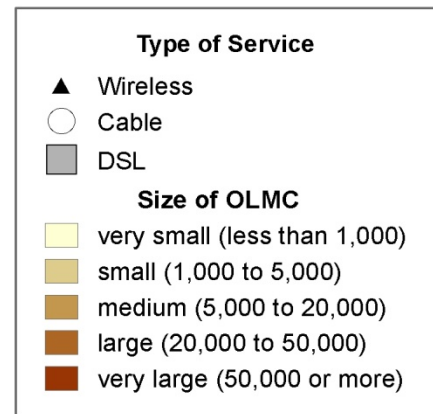 Type of Service
Wireless
Cable
DSL
Size of OLMC
very small (less than 1,000)
small (1,000 to 5,000)
medium (5,000 to 20,000)
large (20,000 to 50,000)
very large (50,000 or more)